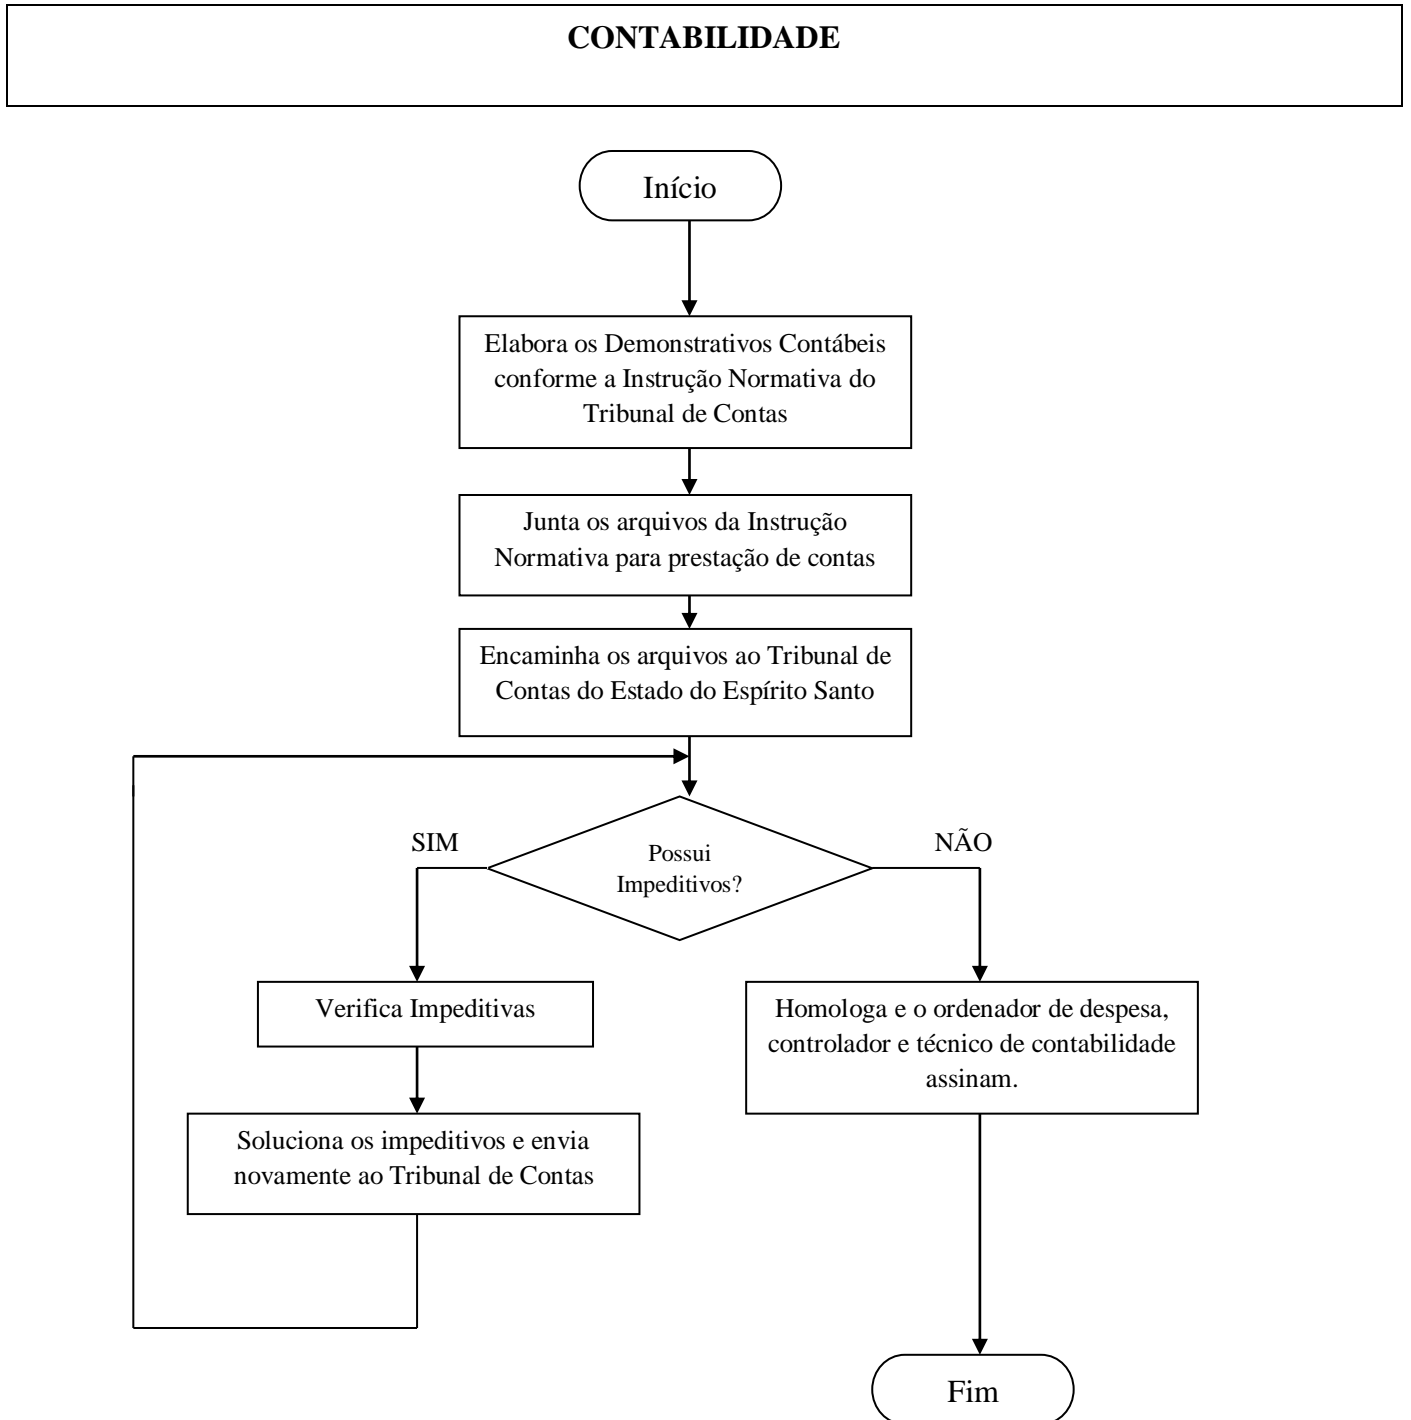 CONTABILIDADE
Início
Elabora os Demonstrativos Contábeis
conforme a Instrução Normativa do
Tribunal de Contas
Junta os arquivos da Instrução
Normativa para prestação de contas
Encaminha os arquivos ao Tribunal de
Contas do Estado do Espírito Santo
SIM
NÃO
Possui
Impeditivos?
Verifica Impeditivas
Homologa e o ordenador de despesa,
controlador e técnico de contabilidade
assinam.
Soluciona os impeditivos e envia
novamente ao Tribunal de Contas
Fim